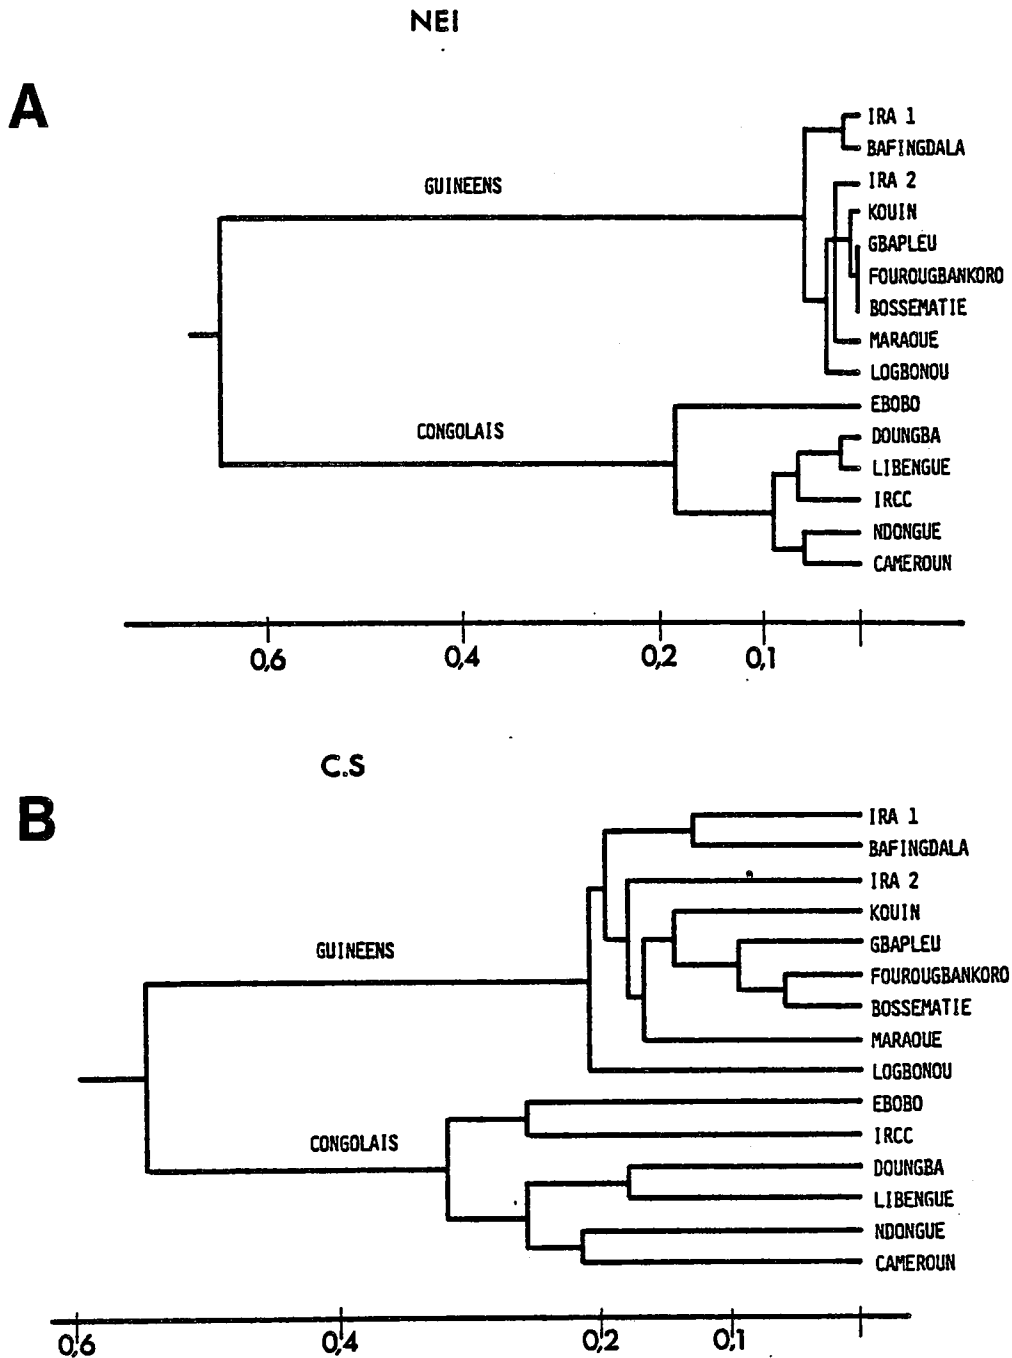 NEI
A
IRA 1
BAFINGDALA
GUINEENS
IRA 2
KOUIN
GBAPLEU
FOUROUGBANKORO
BOSSEMATIE
MARAOUE
LOGBONOU
EBOBO
CONGOLAIS
DOUNGBA
LIBENGUE
IRCC
NDONGUE
CAMEROUN
0,6 0,4 0,2 0,1
C.S
B
IRA 1
BAFINGDALA
IRA 2
KOUIN
GBAPLEU
GUINEENS
FOUROUGBANKORO
BOSSEMATIE
MARAOUE
LOGBONOU
EBOBO
IRCC
CONGOLAIS
DOUNGBA
LIBENGUE
NDONGUE
CAMEROUN
0,6 0,4 0,2 0,1